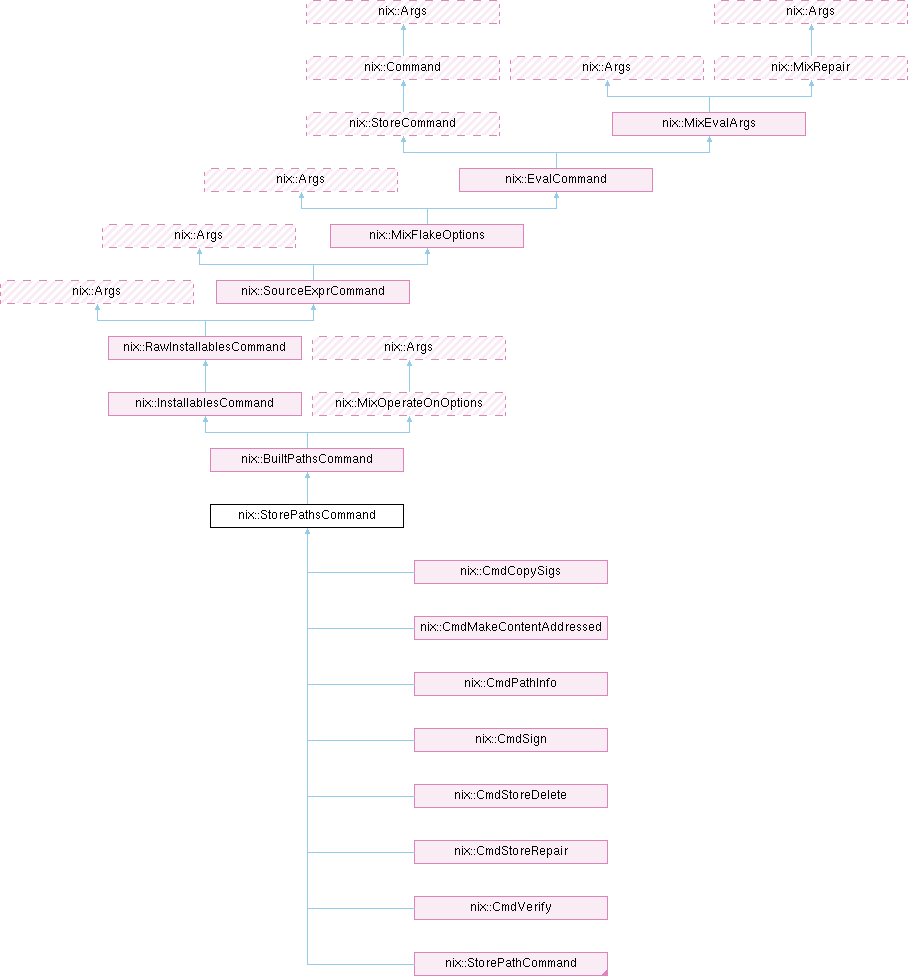 nix::Args
nix::Args
nix::Command
nix::Args
nix::MixRepair
nix::StoreCommand
nix::MixEvalArgs
nix::Args
nix::EvalCommand
nix::Args
nix::MixFlakeOptions
nix::Args
nix::SourceExprCommand
nix::RawInstallablesCommand
nix::Args
nix::InstallablesCommand
nix::MixOperateOnOptions
nix::BuiltPathsCommand
nix::StorePathsCommand
nix::CmdCopySigs
nix::CmdMakeContentAddressed
nix::CmdPathInfo
nix::CmdSign
nix::CmdStoreDelete
nix::CmdStoreRepair
nix::CmdVerify
nix::StorePathCommand